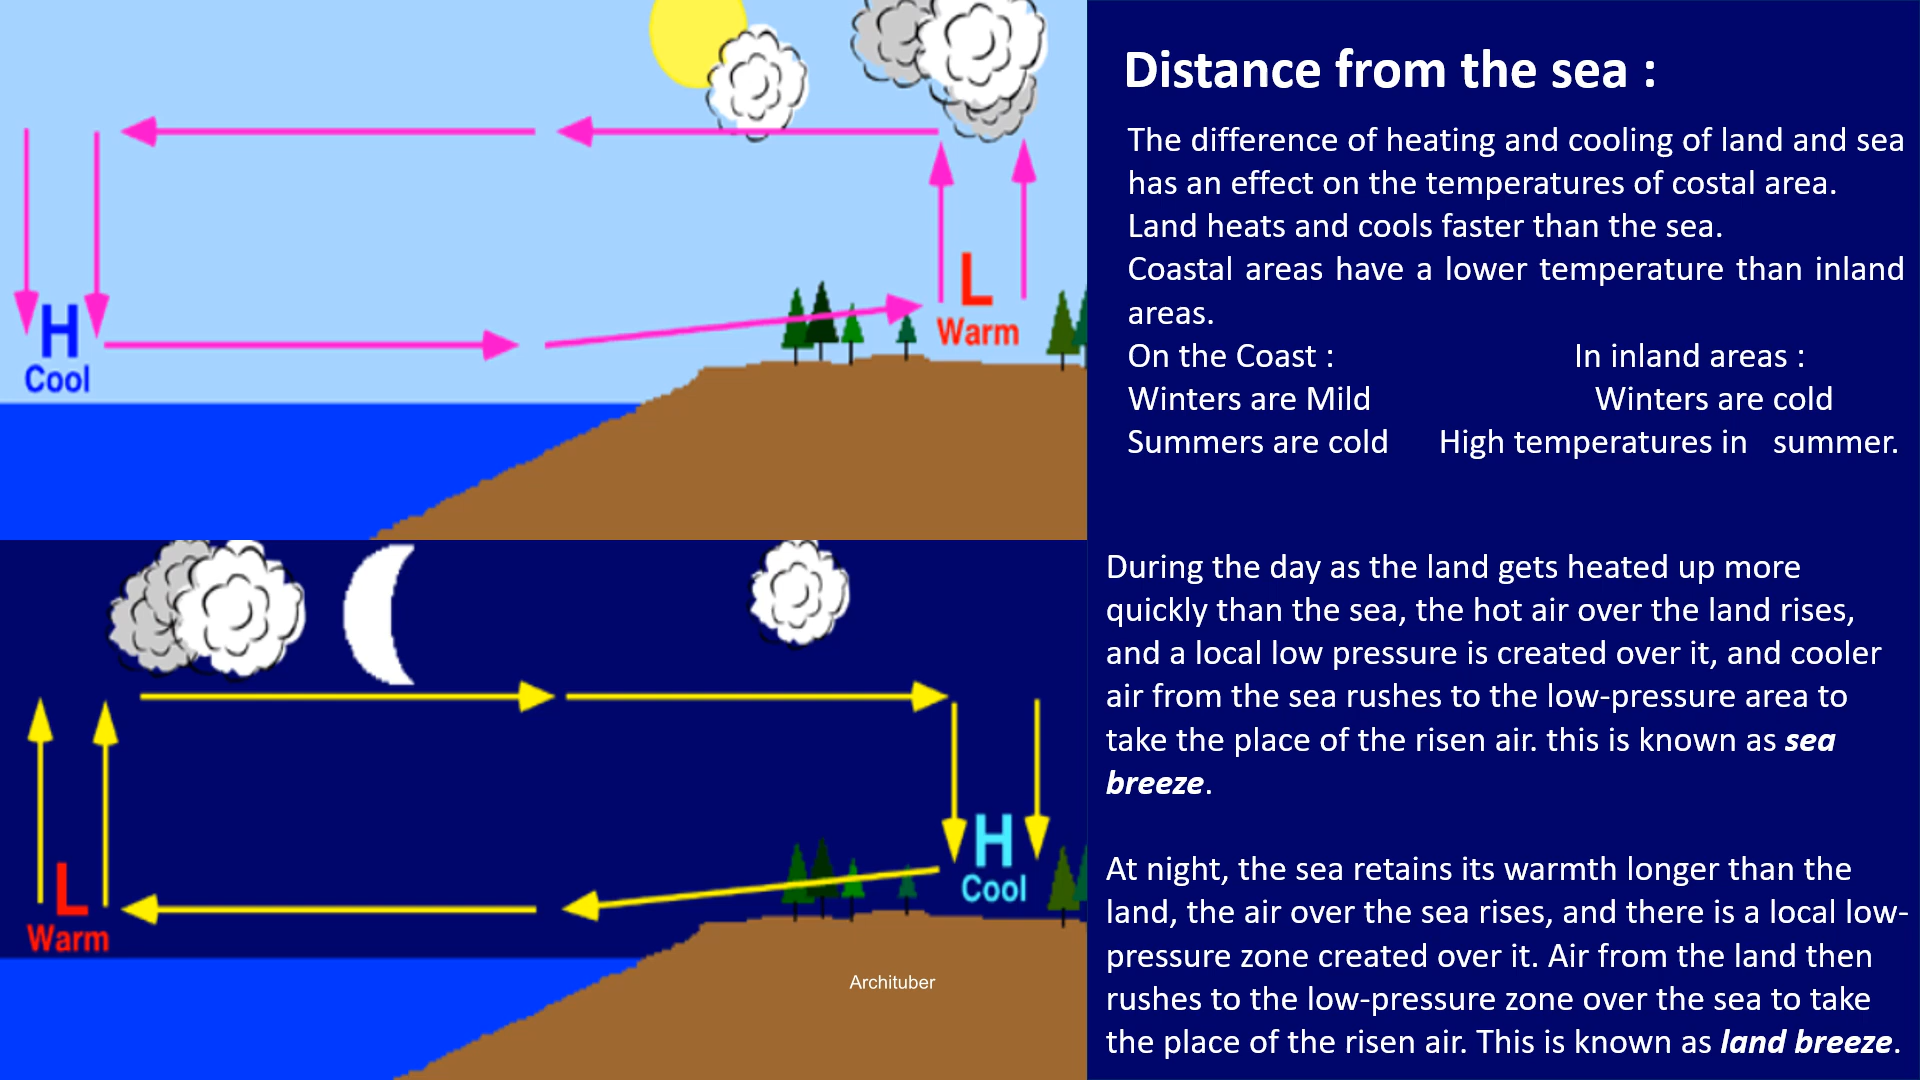 H
Cool
L
Warm
L
Warm
H
Cool
Archituber
Distance from the sea :
The difference of heating and cooling of land and sea
has an effect on the temperatures of costal area.
Land heats and cools faster than the sea.
Coastal areas have a lower temperature than inland
areas.
On the Coast : In inland areas :
Winters are Mild Winters are cold
Summers are cold High temperatures in summer.
During the day as the land gets heated up more
quickly than the sea, the hot air over the land rises,
and a local low pressure is created over it, and cooler
air from the sea rushes to the low-pressure area to
take the place of the risen air. this is known as sea
breeze.
At night, the sea retains its warmth longer than the
land, the air over the sea rises, and there is a local low-
pressure zone created over it. Air from the land then
rushes to the low-pressure zone over the sea to take
the place of the risen air. This is known as land breeze.